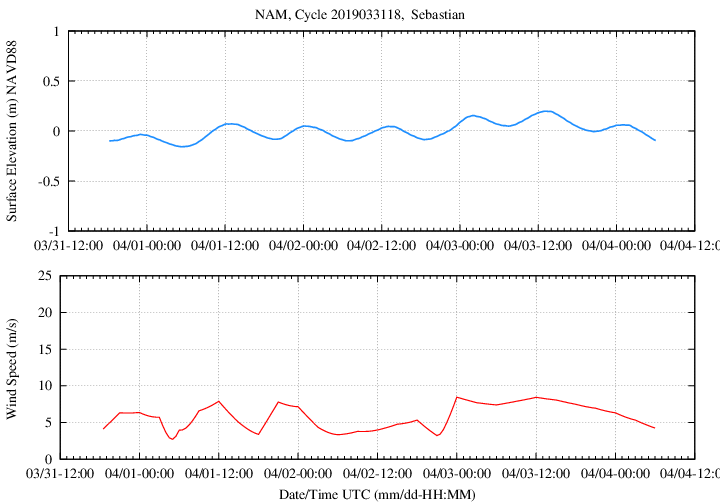 NAM, Cycle 2019033118,  Sebastian
Surface Elevation (m) NAVD88
1
0.5
0
-0.5
-1
03/31-12:00 04/01-00:00 04/01-12:00 04/02-00:00 04/02-12:00 04/03-00:00 04/03-12:00 04/04-00:00 04/04-12:00
Wind Speed (m/s)
25
20
15
10
5
0
03/31-12:00 04/01-00:00 04/01-12:00 04/02-00:00 04/02-12:00 04/03-00:00 04/03-12:00 04/04-00:00 04/04-12:00
Date/Time UTC (mm/dd-HH:MM)